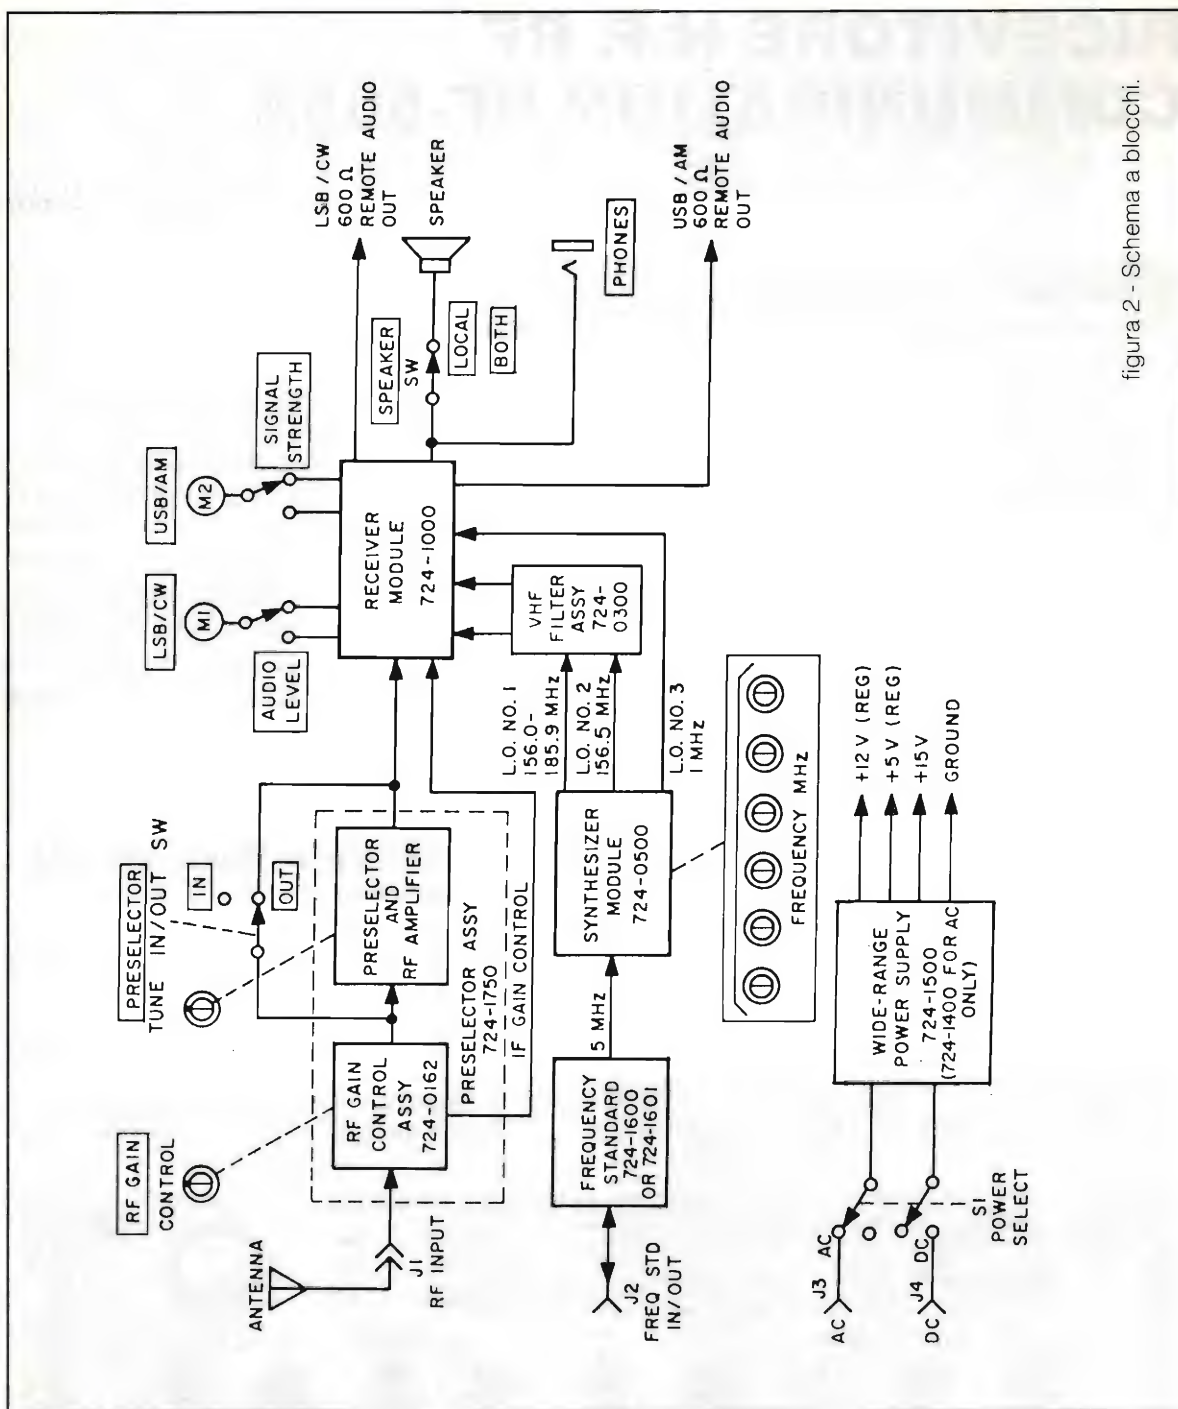 ANTENNA
J1
RF INPUT
RF GAIN
CONTROL
RF GAIN
CONTROL
ASSY
724-0162
PRESELECTOR
TUNE IN/OUT SW
IN
OUT
PRESELECTOR
AND
RF AMPLIFIER
PRESELECTOR ASSY
724-1750
IF GAIN CONTROL
LSB/CW
M1
AUDIO
LEVEL
USB/AM
M2
SIGNAL
STRENGTH
RECEIVER
MODULE
724-1000
LSB/CW
600 Ω
REMOTE AUDIO
OUT
SPEAKER
SPEAKER
SW
LOCAL
BOTH
PHONES
USB/AM
600 Ω
REMOTE AUDIO
OUT
J2
FREQ STD
IN/OUT
FREQUENCY
STANDARD
724-1600
OR 724-1601
5 MHz
SYNTHESIZER
MODULE
724-0500
L.O. NO. 1
156.0-
185.9 MHz
L.O. NO. 2
156.5 MHz
L.O. NO. 3
1 MHz
VHF
FILTER
ASSY
724-
0300
FREQUENCY MHz
AC
J3
AC
DC
J4
DC
S1
POWER
SELECT
WIDE-RANGE
POWER SUPPLY
724-1500
(724-1400 FOR AC
ONLY)
+12 V (REG)
+5 V (REG)
+15 V
GROUND
figura 2 - Schema a blocchi.